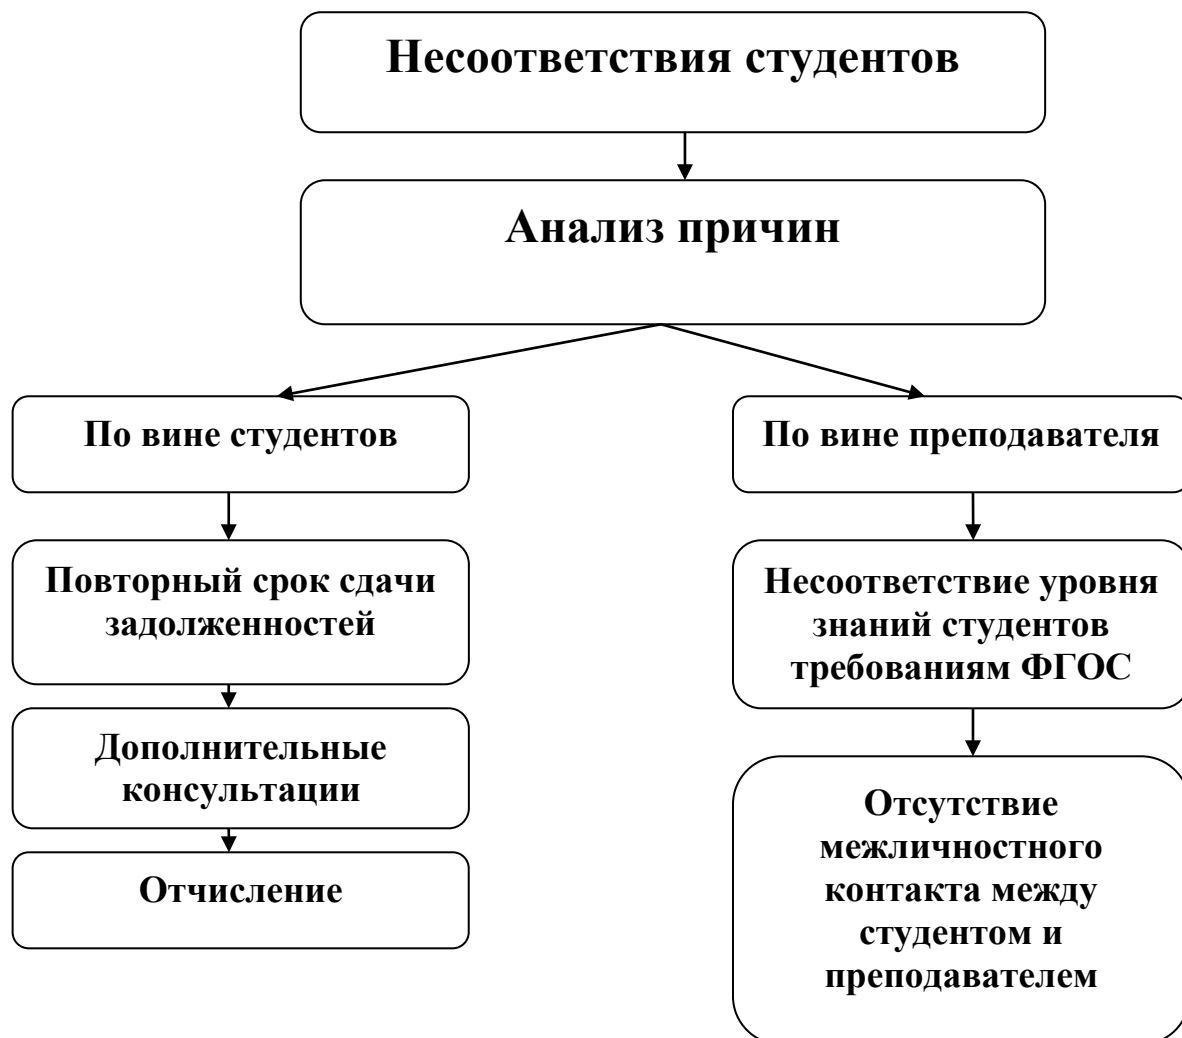 Несоответствия студентов
Анализ причин
По вине студентов
По вине преподавателя
Повторный срок сдачи
задолженностей
Несоответствие уровня
знаний студентов
требованиям ФГОС
Дополнительные
консультации
Отчисление
Отсутствие
межличностного
контакта между
студентом и
преподавателем